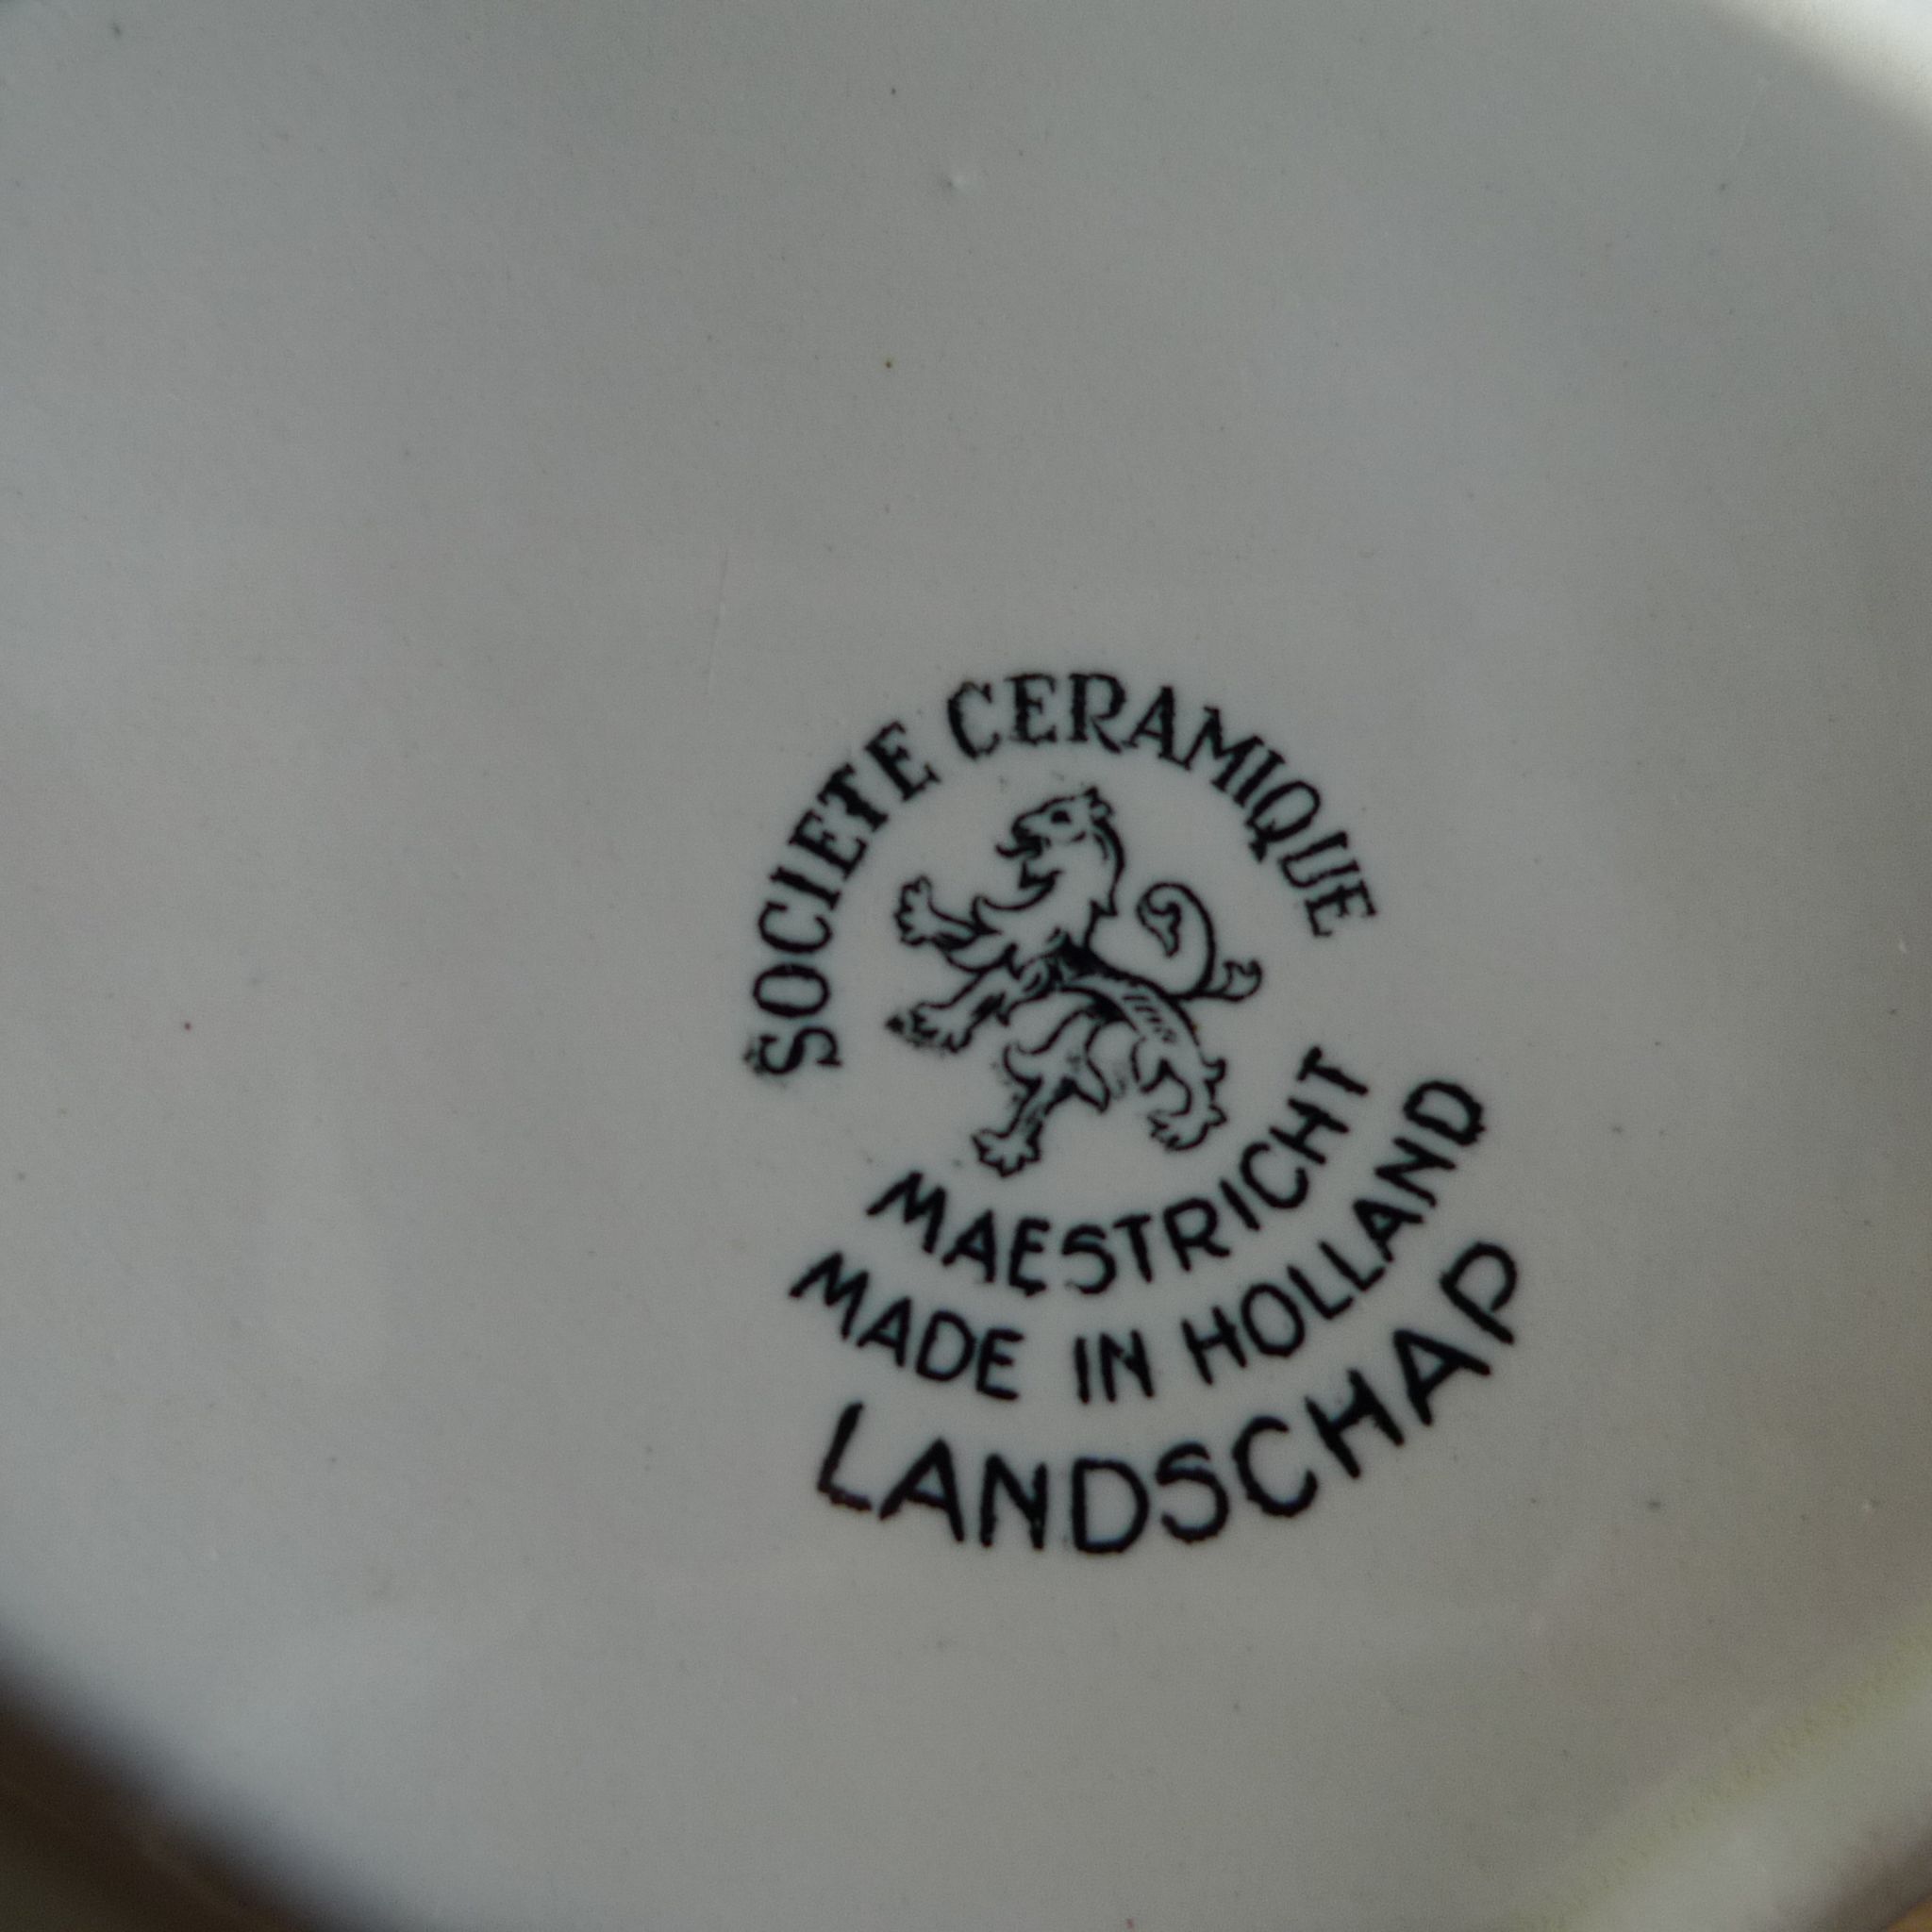 SOCIETE CERAMIQUE
MAESTRICHT
MADE IN HOLLAND
LANDSCHAP